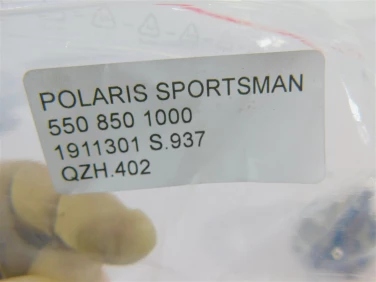 POLARIS SPORTSMAN
550 850 1000
1911301 S.937
QZH.402